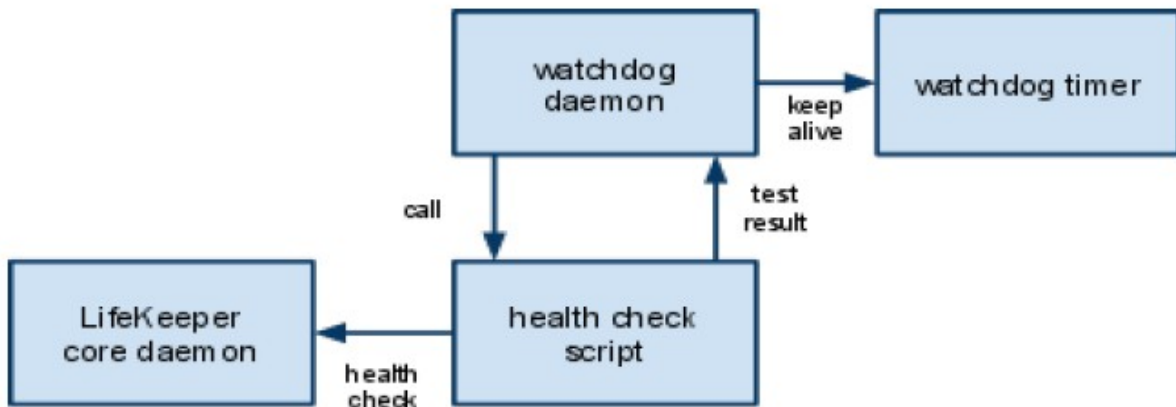 watchdog
daemon
watchdog timer
keep
alive
call
test
result
LifeKeeper
core daemon
health check
script
health
check